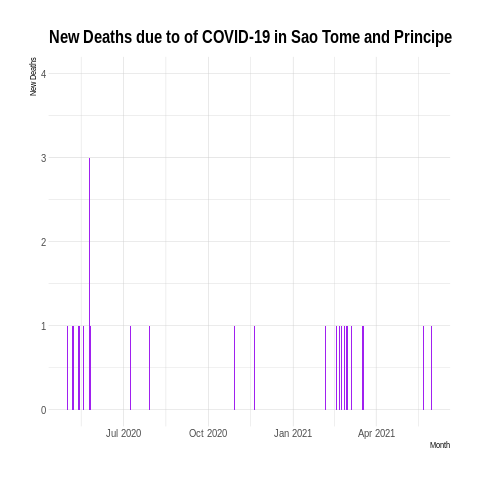 New Deaths due to of COVID-19 in Sao Tome and Principe
New Deaths
4
3
2
1
0
Jul 2020 Oct 2020 Jan 2021 Apr 2021
Month